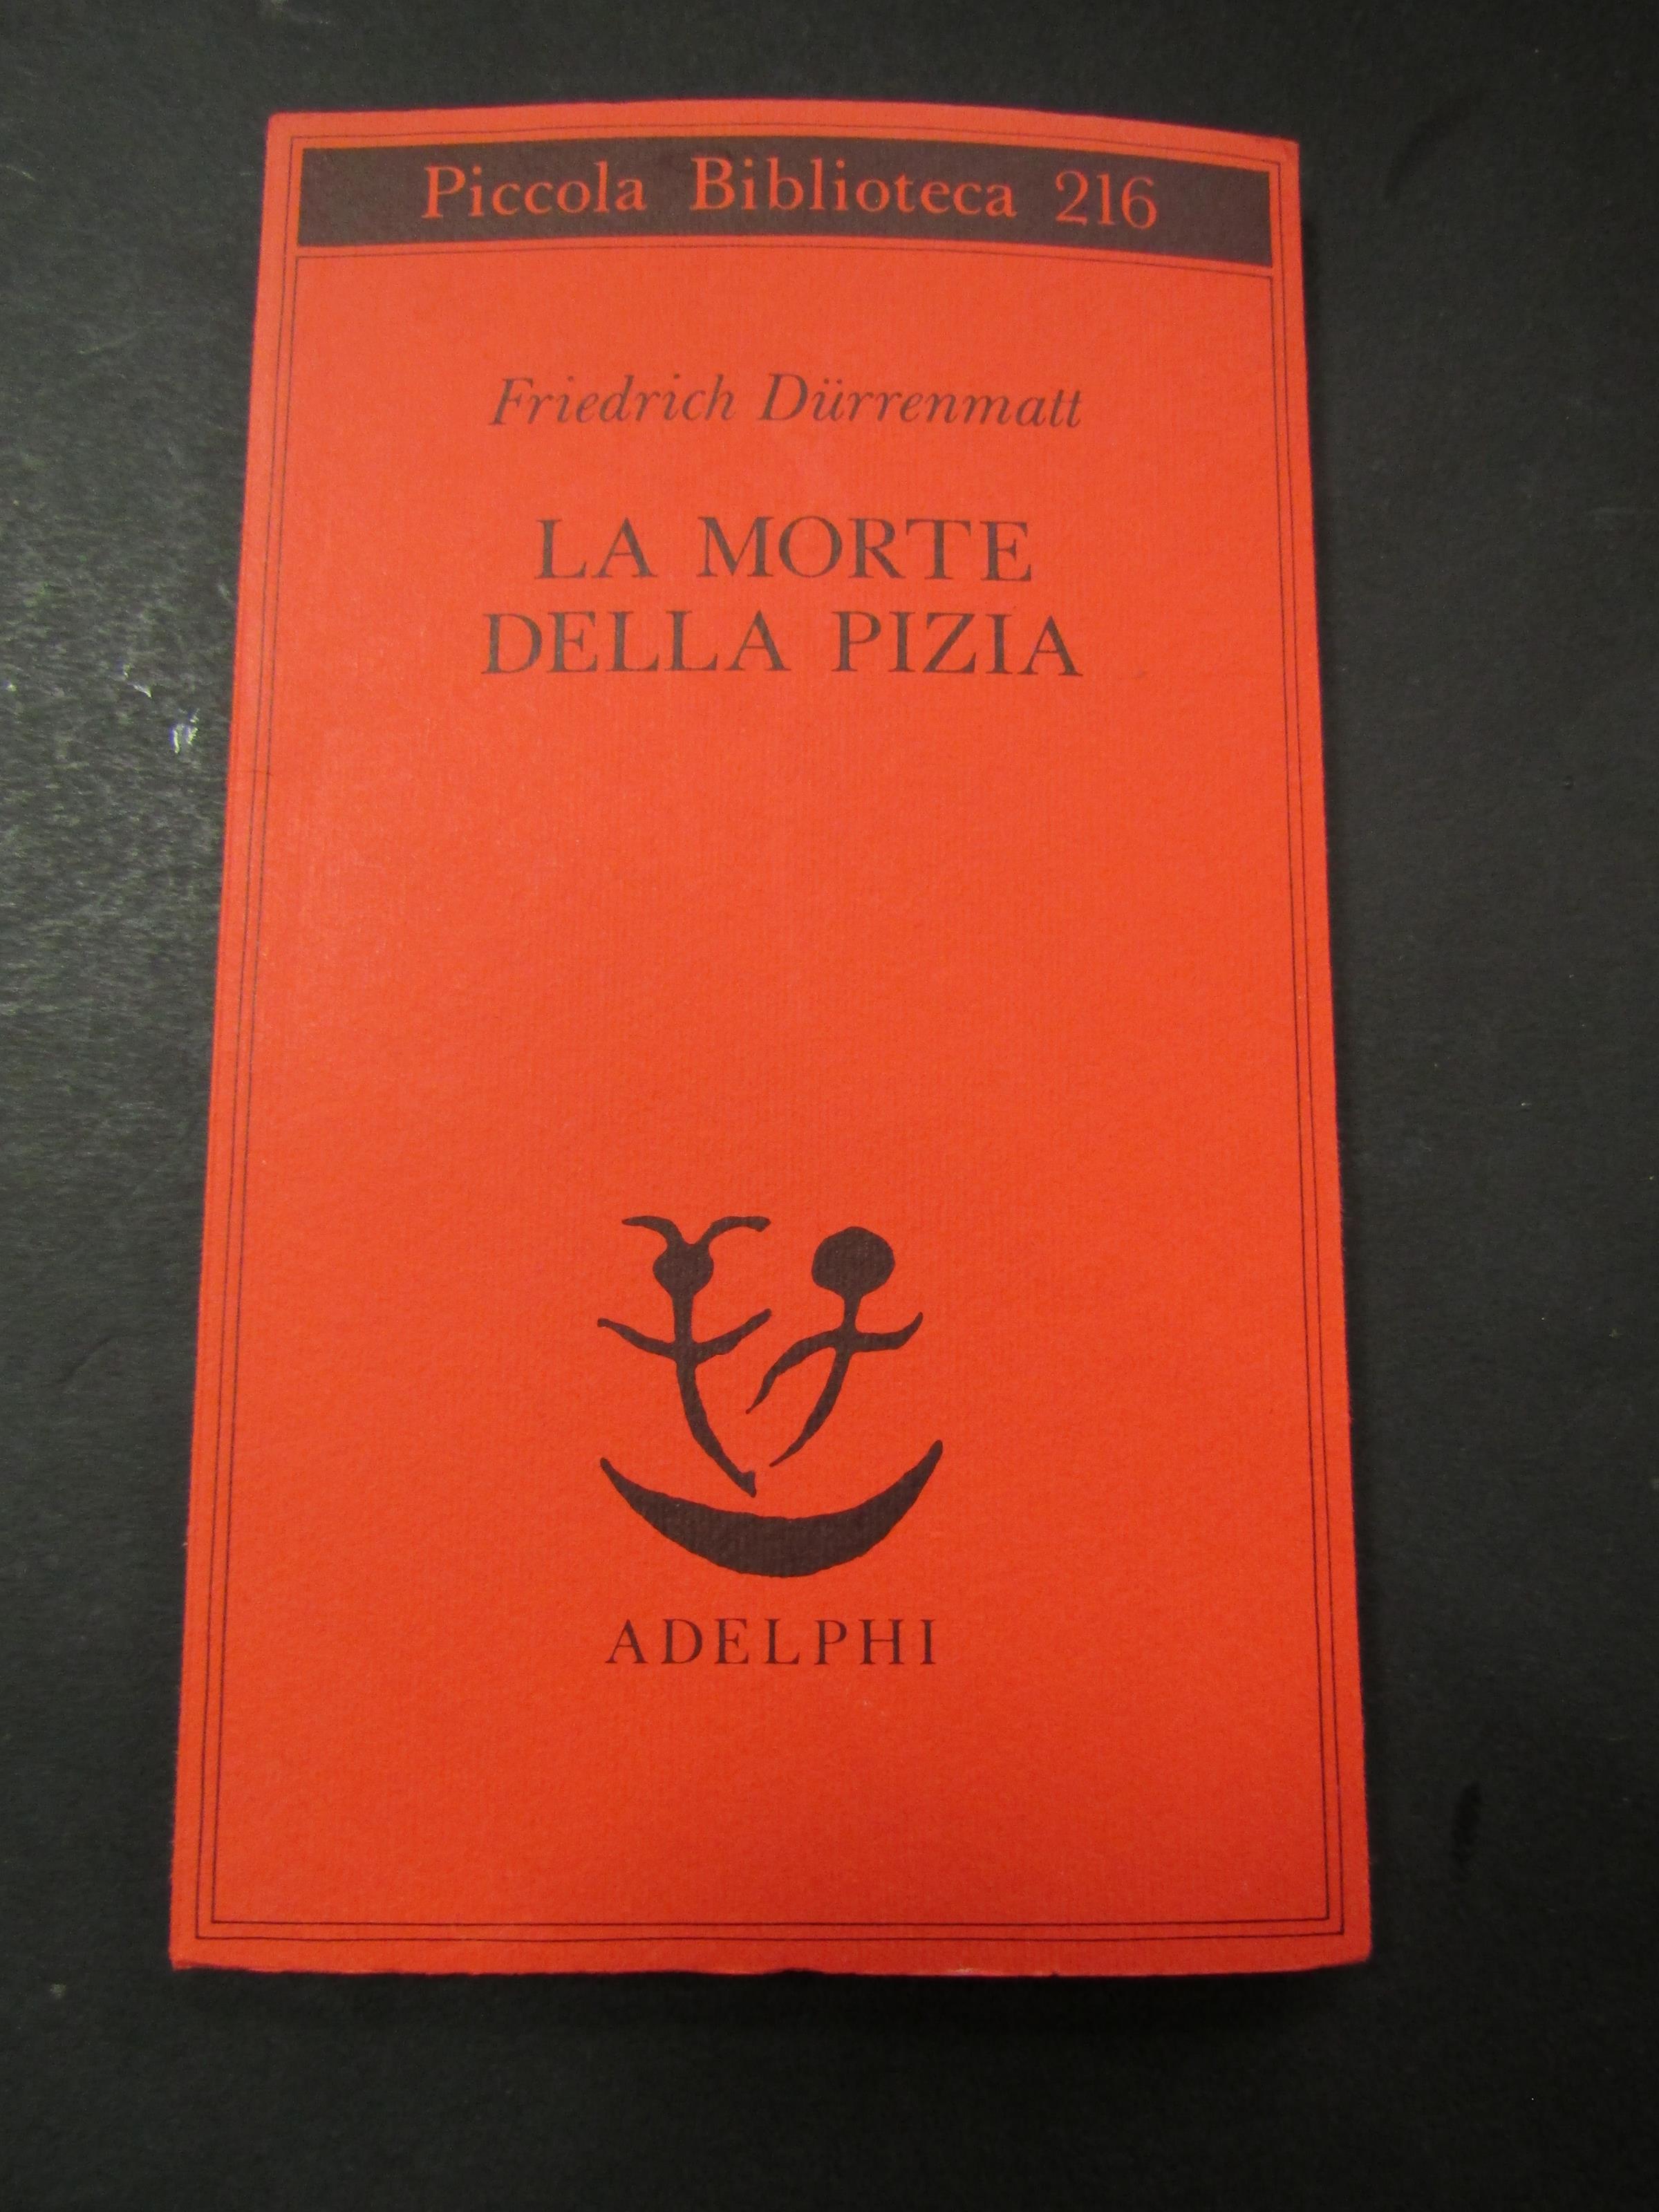 Piccola Biblioteca 216
Friedrich Dürrenmatt
LA MORTE
DELLA PIZIA
ADELPHI